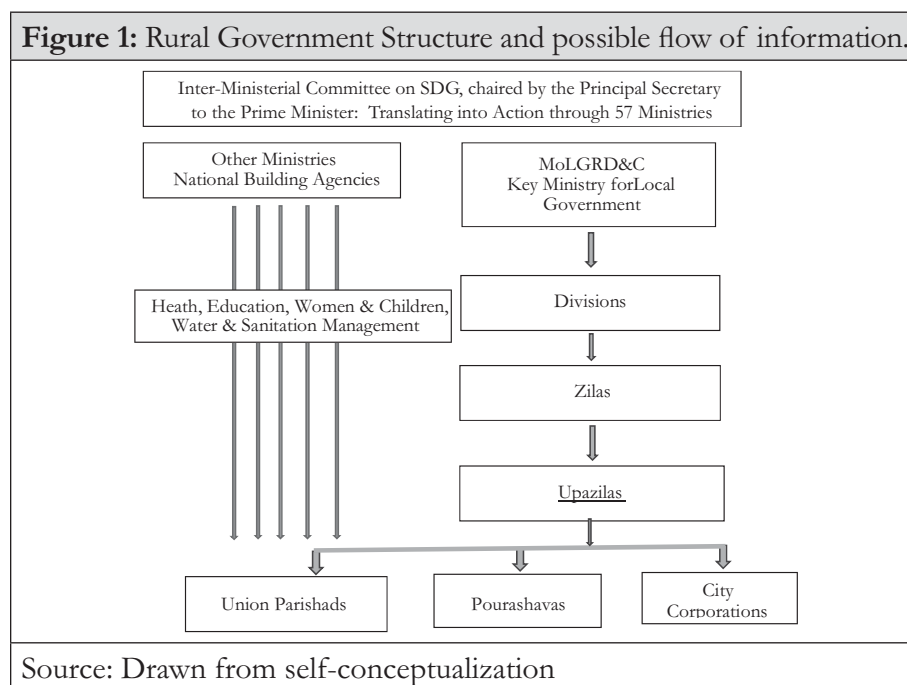 Figure 1: Rural Government Structure and possible flow of information.
Inter-Ministerial Committee on SDG, chaired by the Principal Secretary
to the Prime Minister: Translating into Action through 57 Ministries
Other Ministries
National Building Agencies
MoLGRD&C
Key Ministry forLocal
Government
Heath, Education, Women & Children,
Water & Sanitation Management
Divisions
Zilas
Upazilas
Union Parishads
Pourashavas
City
Corporations
Source: Drawn from self-conceptualization